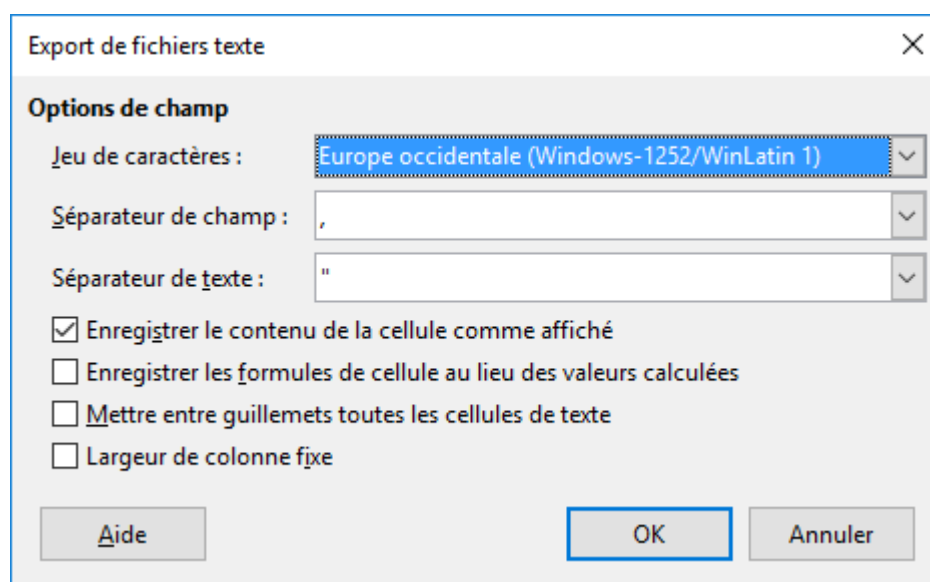 Export de fichiers texte
Options de champ
Jeu de caractères : Europe occidentale (Windows-1252/WinLatin 1)
Séparateur de champ : ,
Séparateur de texte : "
Enregistrer le contenu de la cellule comme affiché
Enregistrer les formules de cellule au lieu des valeurs calculées
Mettre entre guillemets toutes les cellules de texte
Largeur de colonne fixe
Aide OK Annuler